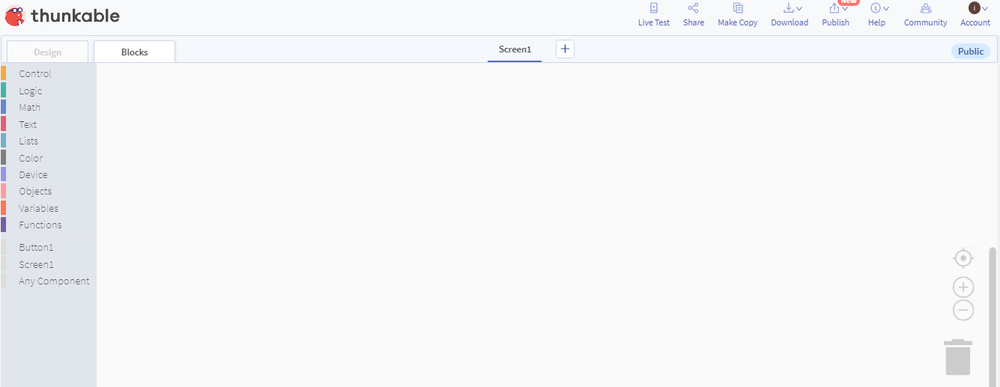 thunkable
New
Live Test Share Make Copy Download Publish Help Community Account
i
Design Blocks Screen1 + Public
Control
Logic
Math
Text
Lists
Color
Device
Objects
Variables
Functions
Button1
Screen1
Any Component